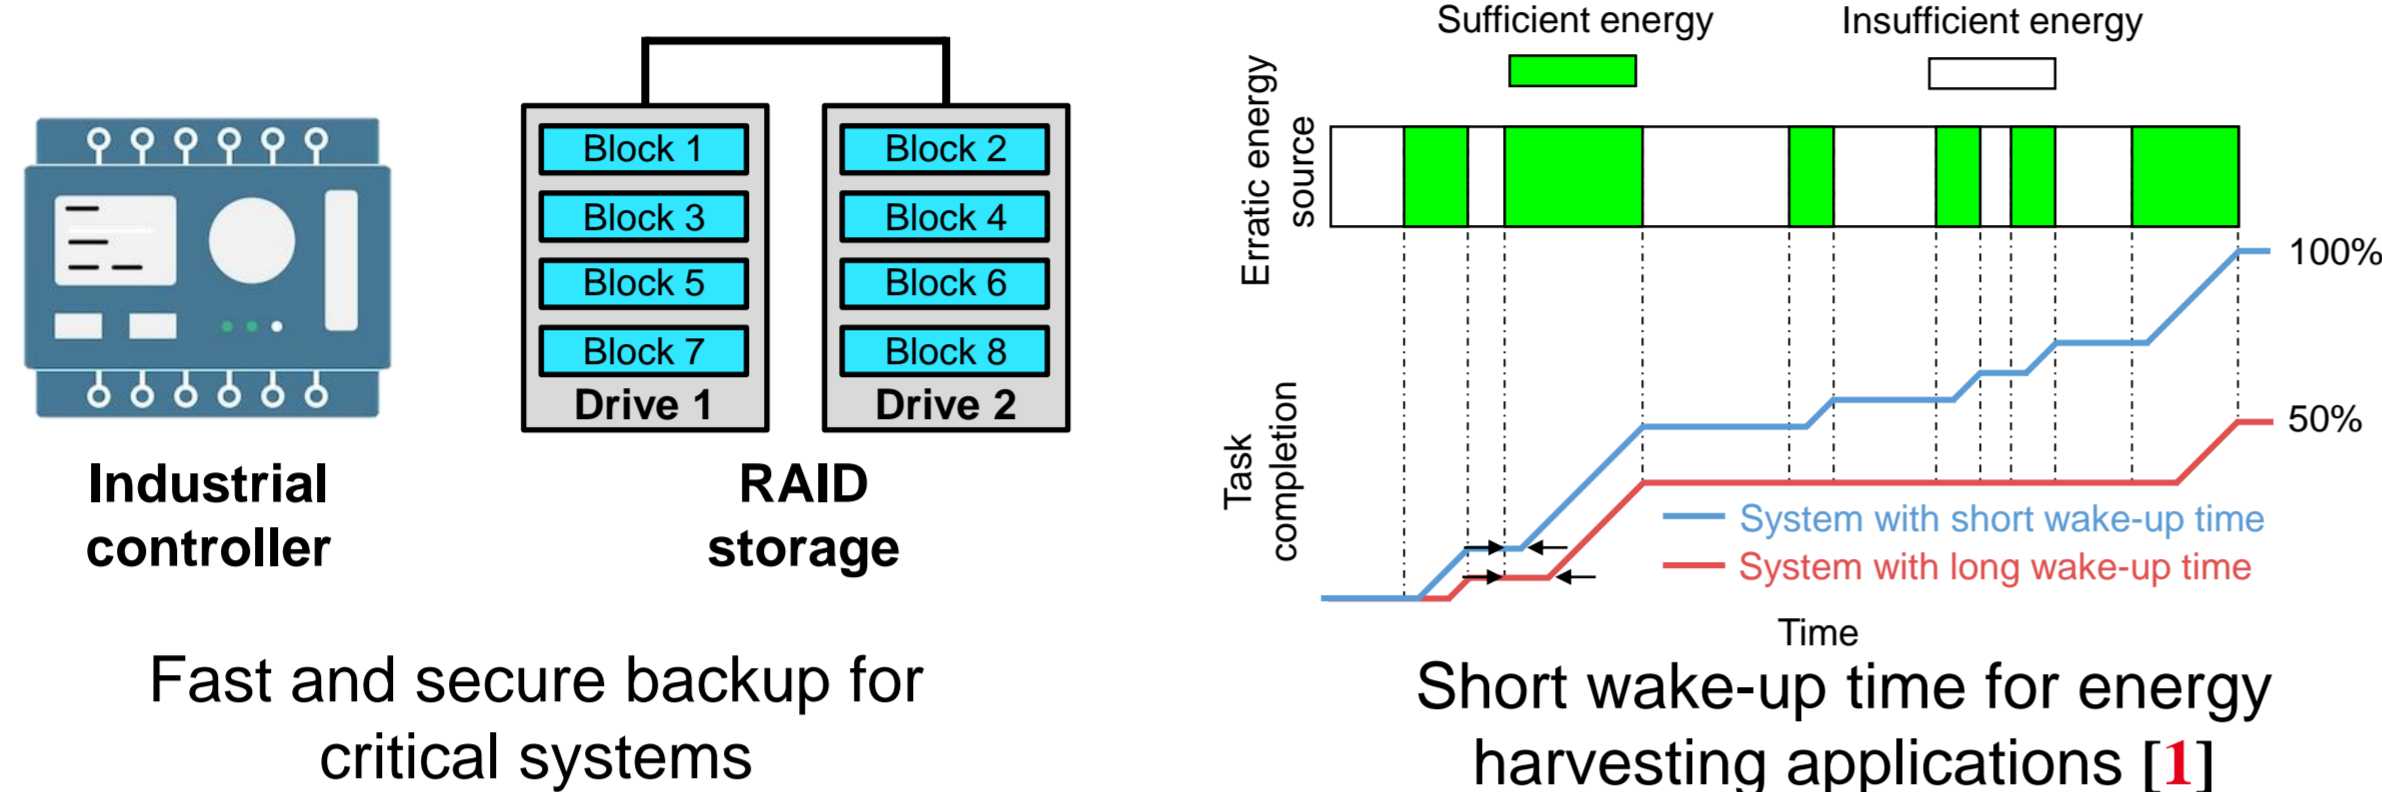 Block 1
Block 3
Block 5
Block 7
Drive 1
Block 2
Block 4
Block 6
Block 8
Drive 2
Industrial
controller
RAID
storage
Fast and secure backup for
critical systems
Sufficient energy
Insufficient energy
Erratic energy
source
100%
50%
Task
completion
System with short wake-up time
System with long wake-up time
Time
Short wake-up time for energy
harvesting applications [1]